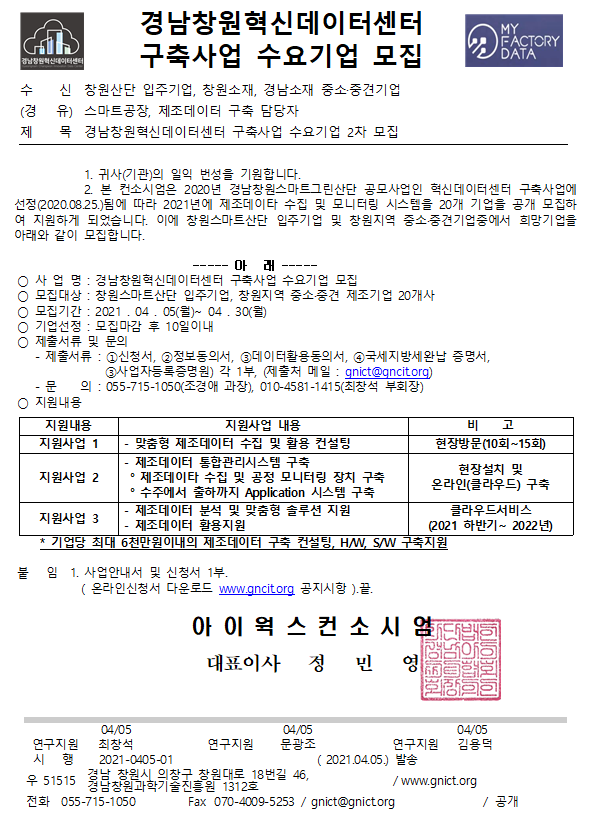 경남창원혁신데이터센터
구축사업 수요기업 모집
경남창원혁신데이터센터
MY
FACTORY
DATA
수 신 창원산단 입주기업, 창원소재, 경남소재 중소·중견기업
(경 유) 스마트공장, 제조데이터 구축 담당자
제 목 경남창원혁신데이터센터 구축사업 수요기업 2차 모집
1. 귀사(기관)의 일익 번성을 기원합니다.
2. 본 컨소시엄은 2020년 경남창원스마트그린산단 공모사업인 혁신데이터센터 구축사업에
선정(2020.08.25.)됨에 따라 2021년에 제조데이타 수집 및 모니터링 시스템을 20개 기업을 공개 모집하
여 지원하게 되었습니다. 이에 창원스마트산단 입주기업 및 창원지역 중소·중견기업중에서 희망기업을
아래와 같이 모집합니다.
----- 아 래 -----
○ 사 업 명 : 경남창원혁신데이터센터 구축사업 수요기업 모집
○ 모집대상 : 창원스마트산단 입주기업, 창원지역 중소·중견 제조기업 20개사
○ 모집기간 : 2021 . 04 . 05(월)~ 04 . 30(월)
○ 기업선정 : 모집마감 후 10일이내
○ 제출서류 및 문의
- 제출서류 : ①신청서, ②정보동의서, ③데이터활용동의서, ④국세지방세완납 증명서,
③사업자등록증명원) 각 1부, (제출처 메일 : gnict@gncit.org)
- 문 의 : 055-715-1050(조경애 과장), 010-4581-1415(최창석 부회장)
○ 지원내용
지원내용 지원사업 내용 비 고
지원사업 1 - 맞춤형 제조데이터 수집 및 활용 컨설팅 현장방문(10회~15회)
지원사업 2 - 제조데이터 통합관리시스템 구축
° 제조데이타 수집 및 공정 모니터링 장치 구축
° 수주에서 출하까지 Application 시스템 구축
현장설치 및
온라인(클라우드) 구축
지원사업 3 - 제조데이터 분석 및 맞춤형 솔루션 지원
- 제조데이터 활용지원
클라우드서비스
(2021 하반기~ 2022년)
* 기업당 최대 6천만원이내의 제조데이터 구축 컨설팅, H/W, S/W 구축지원
붙 임 1. 사업안내서 및 신청서 1부.
( 온라인신청서 다운로드 www.gncit.org 공지시항 ).끝.
아이웍스컨소시엄
대표이사 정 민 영
04/05 04/05 04/05
연구지원 최창석 연구지원 문광조 연구지원 김용덕
시 행 2021-0405-01 ( 2021.04.05.) 발송
우 51515 경남 창원시 의창구 창원대로 18번길 46,
경남창원과학기술진흥원 1312호
/ www.gnict.org
전화 055-715-1050 Fax 070-4009-5253 / gnict@gnict.org / 공개